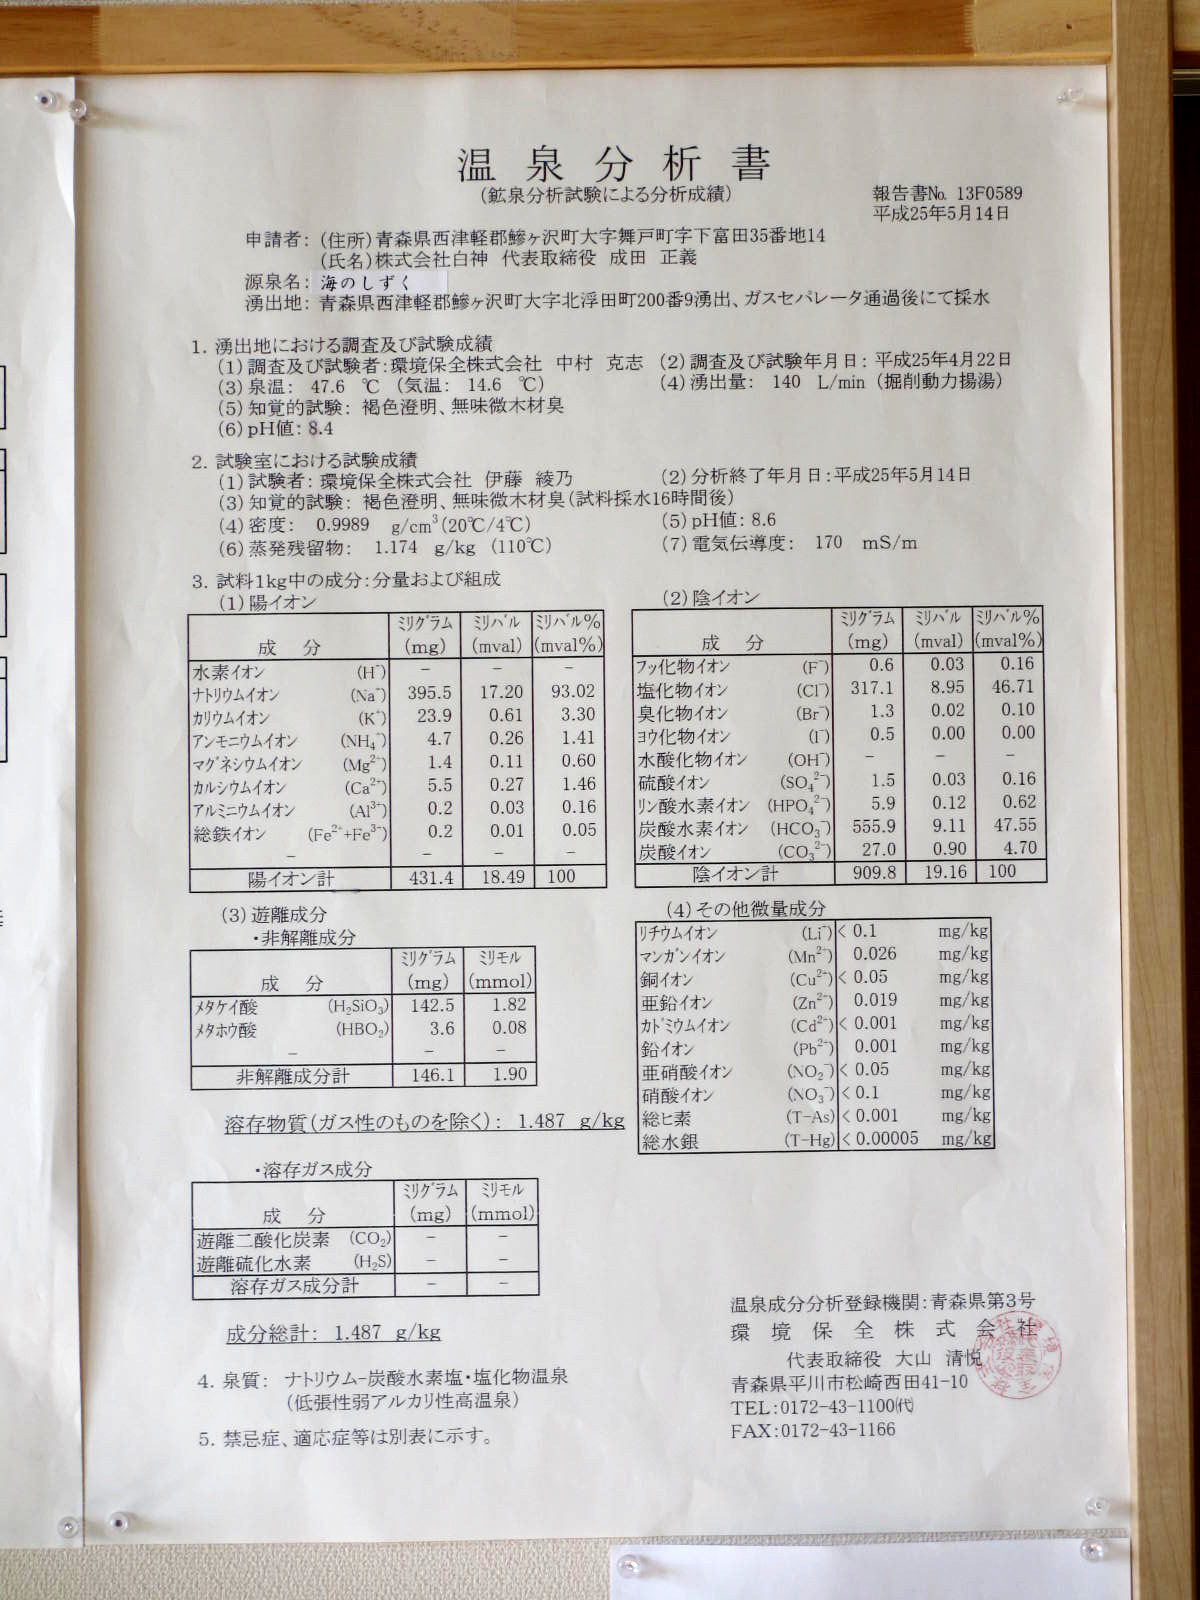 温泉分析書
(鉱泉分析試験による分析成績)
報告書№ 13F0589
平成25年5月14日
申請者: (住所)青森県西津軽郡鰺ヶ沢町大字舞戸町字下富田35番地14
(氏名)株式会社白神 代表取締役 成田 正義
源泉名: 海のしずく
湧出地: 青森県西津軽郡鰺ヶ沢町大字北浮田町200番9湧出、ガスセパレータ通過後にて採水
1. 湧出地における調査及び試験成績
(1)調査及び試験者:環境保全株式会社 中村 克志 (2)調査及び試験年月日: 平成25年4月22日
(3)泉温: 47.6 ℃ (気温: 14.6 ℃) (4)湧出量: 140 L/min (掘削動力揚湯)
(5)知覚的試験: 褐色澄明、無味微木材臭
(6)pH値: 8.4
2. 試験室における試験成績
(1)試験者: 環境保全株式会社 伊藤 綾乃 (2)分析終了年月日:平成25年5月14日
(3)知覚的試験: 褐色澄明、無味微木材臭(試料採水16時間後)
(4)密度: 0.9989 g/cm³(20℃/4℃) (5)pH値: 8.6
(6)蒸発残留物: 1.174 g/kg (110℃) (7)電気伝導度: 170 mS/m
3. 試料1kg中の成分:分量および組成
(1)陽イオン
成 分 ミリグラム(mg) ミリバル(mval) ミリバル%(mval%)
水素イオン (H⁺) - - -
ナトリウムイオン (Na⁺) 395.5 17.20 93.02
カリウムイオン (K⁺) 23.9 0.61 3.30
アンモニウムイオン (NH₄⁺) 4.7 0.26 1.41
マグネシウムイオン (Mg²⁺) 1.4 0.11 0.60
カルシウムイオン (Ca²⁺) 5.5 0.27 1.46
アルミニウムイオン (Al³⁺) 0.2 0.03 0.16
総鉄イオン (Fe²⁺+Fe³⁺) 0.2 0.01 0.05
- - - -
陽イオン計 431.4 18.49 100
(2)陰イオン
成 分 ミリグラム(mg) ミリバル(mval) ミリバル%(mval%)
フッ化物イオン (F⁻) 0.6 0.03 0.16
塩化物イオン (Cl⁻) 317.1 8.95 46.71
臭化物イオン (Br⁻) 1.3 0.02 0.10
ヨウ化物イオン (I⁻) 0.5 0.00 0.00
水酸化物イオン (OH⁻) - - -
硫酸イオン (SO₄²⁻) 1.5 0.03 0.16
リン酸水素イオン (HPO₄²⁻) 5.9 0.12 0.62
炭酸水素イオン (HCO₃⁻) 555.9 9.11 47.55
炭酸イオン (CO₃²⁻) 27.0 0.90 4.70
陰イオン計 909.8 19.16 100
(3)遊離成分
・非解離成分
成 分 ミリグラム(mg) ミリモル(mmol)
メタケイ酸 (H₂SiO₃) 142.5 1.82
メタホウ酸 (HBO₂) 3.6 0.08
- - -
非解離成分計 146.1 1.90
溶存物質(ガス性のものを除く): 1.487 g/kg
・溶存ガス成分
成 分 ミリグラム(mg) ミリモル(mmol)
遊離二酸化炭素 (CO₂) - -
遊離硫化水素 (H₂S) - -
溶存ガス成分計 - -
成分総計: 1.487 g/kg
(4)その他微量成分
リチウムイオン (Li⁺) < 0.1 mg/kg
マンガンイオン (Mn²⁺) 0.026 mg/kg
銅イオン (Cu²⁺) < 0.05 mg/kg
亜鉛イオン (Zn²⁺) 0.019 mg/kg
カドミウムイオン (Cd²⁺) < 0.001 mg/kg
鉛イオン (Pb²⁺) 0.001 mg/kg
亜硝酸イオン (NO₂⁻) < 0.05 mg/kg
硝酸イオン (NO₃⁻) < 0.1 mg/kg
総ヒ素 (T-As) < 0.001 mg/kg
総水銀 (T-Hg) < 0.00005 mg/kg
4. 泉質: ナトリウム-炭酸水素塩・塩化物温泉
(低張性弱アルカリ性高温泉)
5. 禁忌症、適応症等は別表に示す。
温泉成分分析登録機関:青森県第3号
環境保全株式会社
代表取締役 大山 清悦
青森県平川市松崎西田41-10
TEL:0172-43-1100㈹
FAX:0172-43-1166